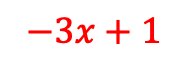 −3x + 1